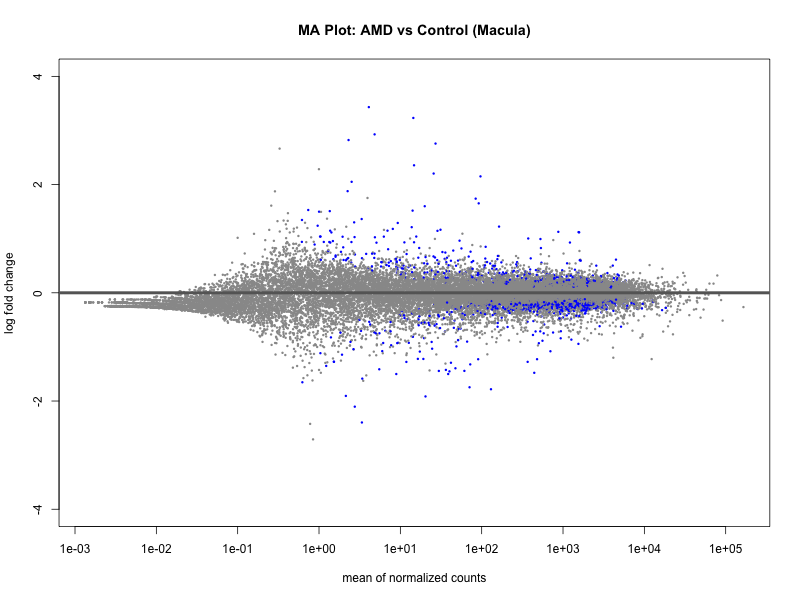 MA Plot: AMD vs Control (Macula)
log fold change
4
2
0
-2
-4
1e-03 1e-02 1e-01 1e+00 1e+01 1e+02 1e+03 1e+04 1e+05
mean of normalized counts